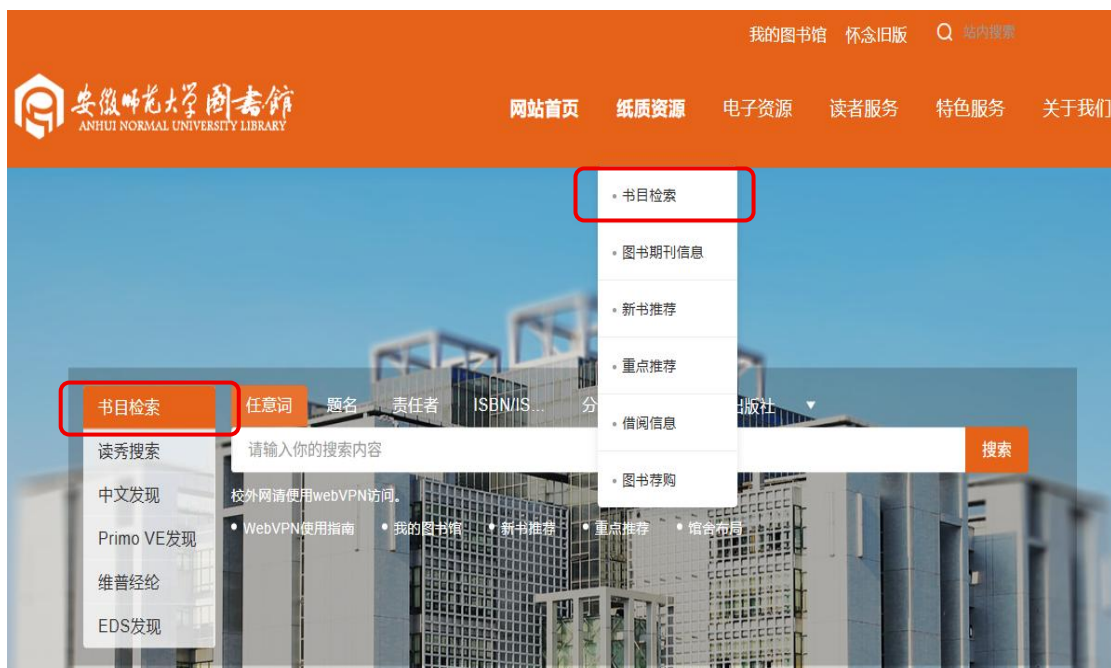 我的图书馆 怀念旧版 站内搜索
安徽师范大学图书馆
ANHUI NORMAL UNIVERSITY LIBRARY
网站首页 纸质资源 电子资源 读者服务 特色服务 关于我们
书目检索
图书期刊信息
新书推荐
重点推荐
借阅信息
图书荐购
书目检索 任意词 题名 责任者 ISBN/IS... 分 出版社
读秀搜索 请输入你的搜索内容 搜索
中文发现 校外网请使用webVPN访问。
Primo VE发现 WebVPN使用指南 我的图书馆 新书推荐 重点推荐 馆舍布局
维普经纶
EDS发现